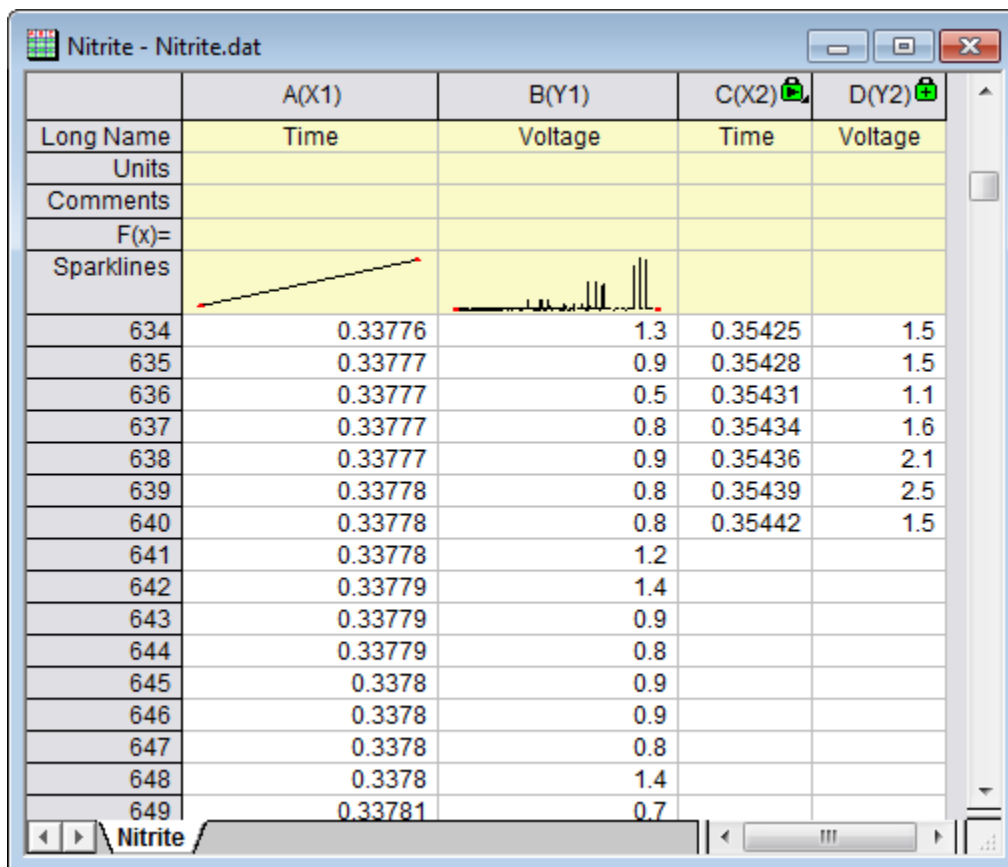 Nitrite - Nitrite.dat
A(X1) B(Y1) C(X2) D(Y2)
Long Name Time Voltage Time Voltage
Units
Comments
F(x)=
Sparklines
634 0.33776 1.3 0.35425 1.5
635 0.33777 0.9 0.35428 1.5
636 0.33777 0.5 0.35431 1.1
637 0.33777 0.8 0.35434 1.6
638 0.33777 0.9 0.35436 2.1
639 0.33778 0.8 0.35439 2.5
640 0.33778 0.8 0.35442 1.5
641 0.33778 1.2
642 0.33779 1.4
643 0.33779 0.9
644 0.33779 0.8
645 0.3378 0.9
646 0.3378 0.9
647 0.3378 0.8
648 0.3378 1.4
649 0.33781 0.7
Nitrite